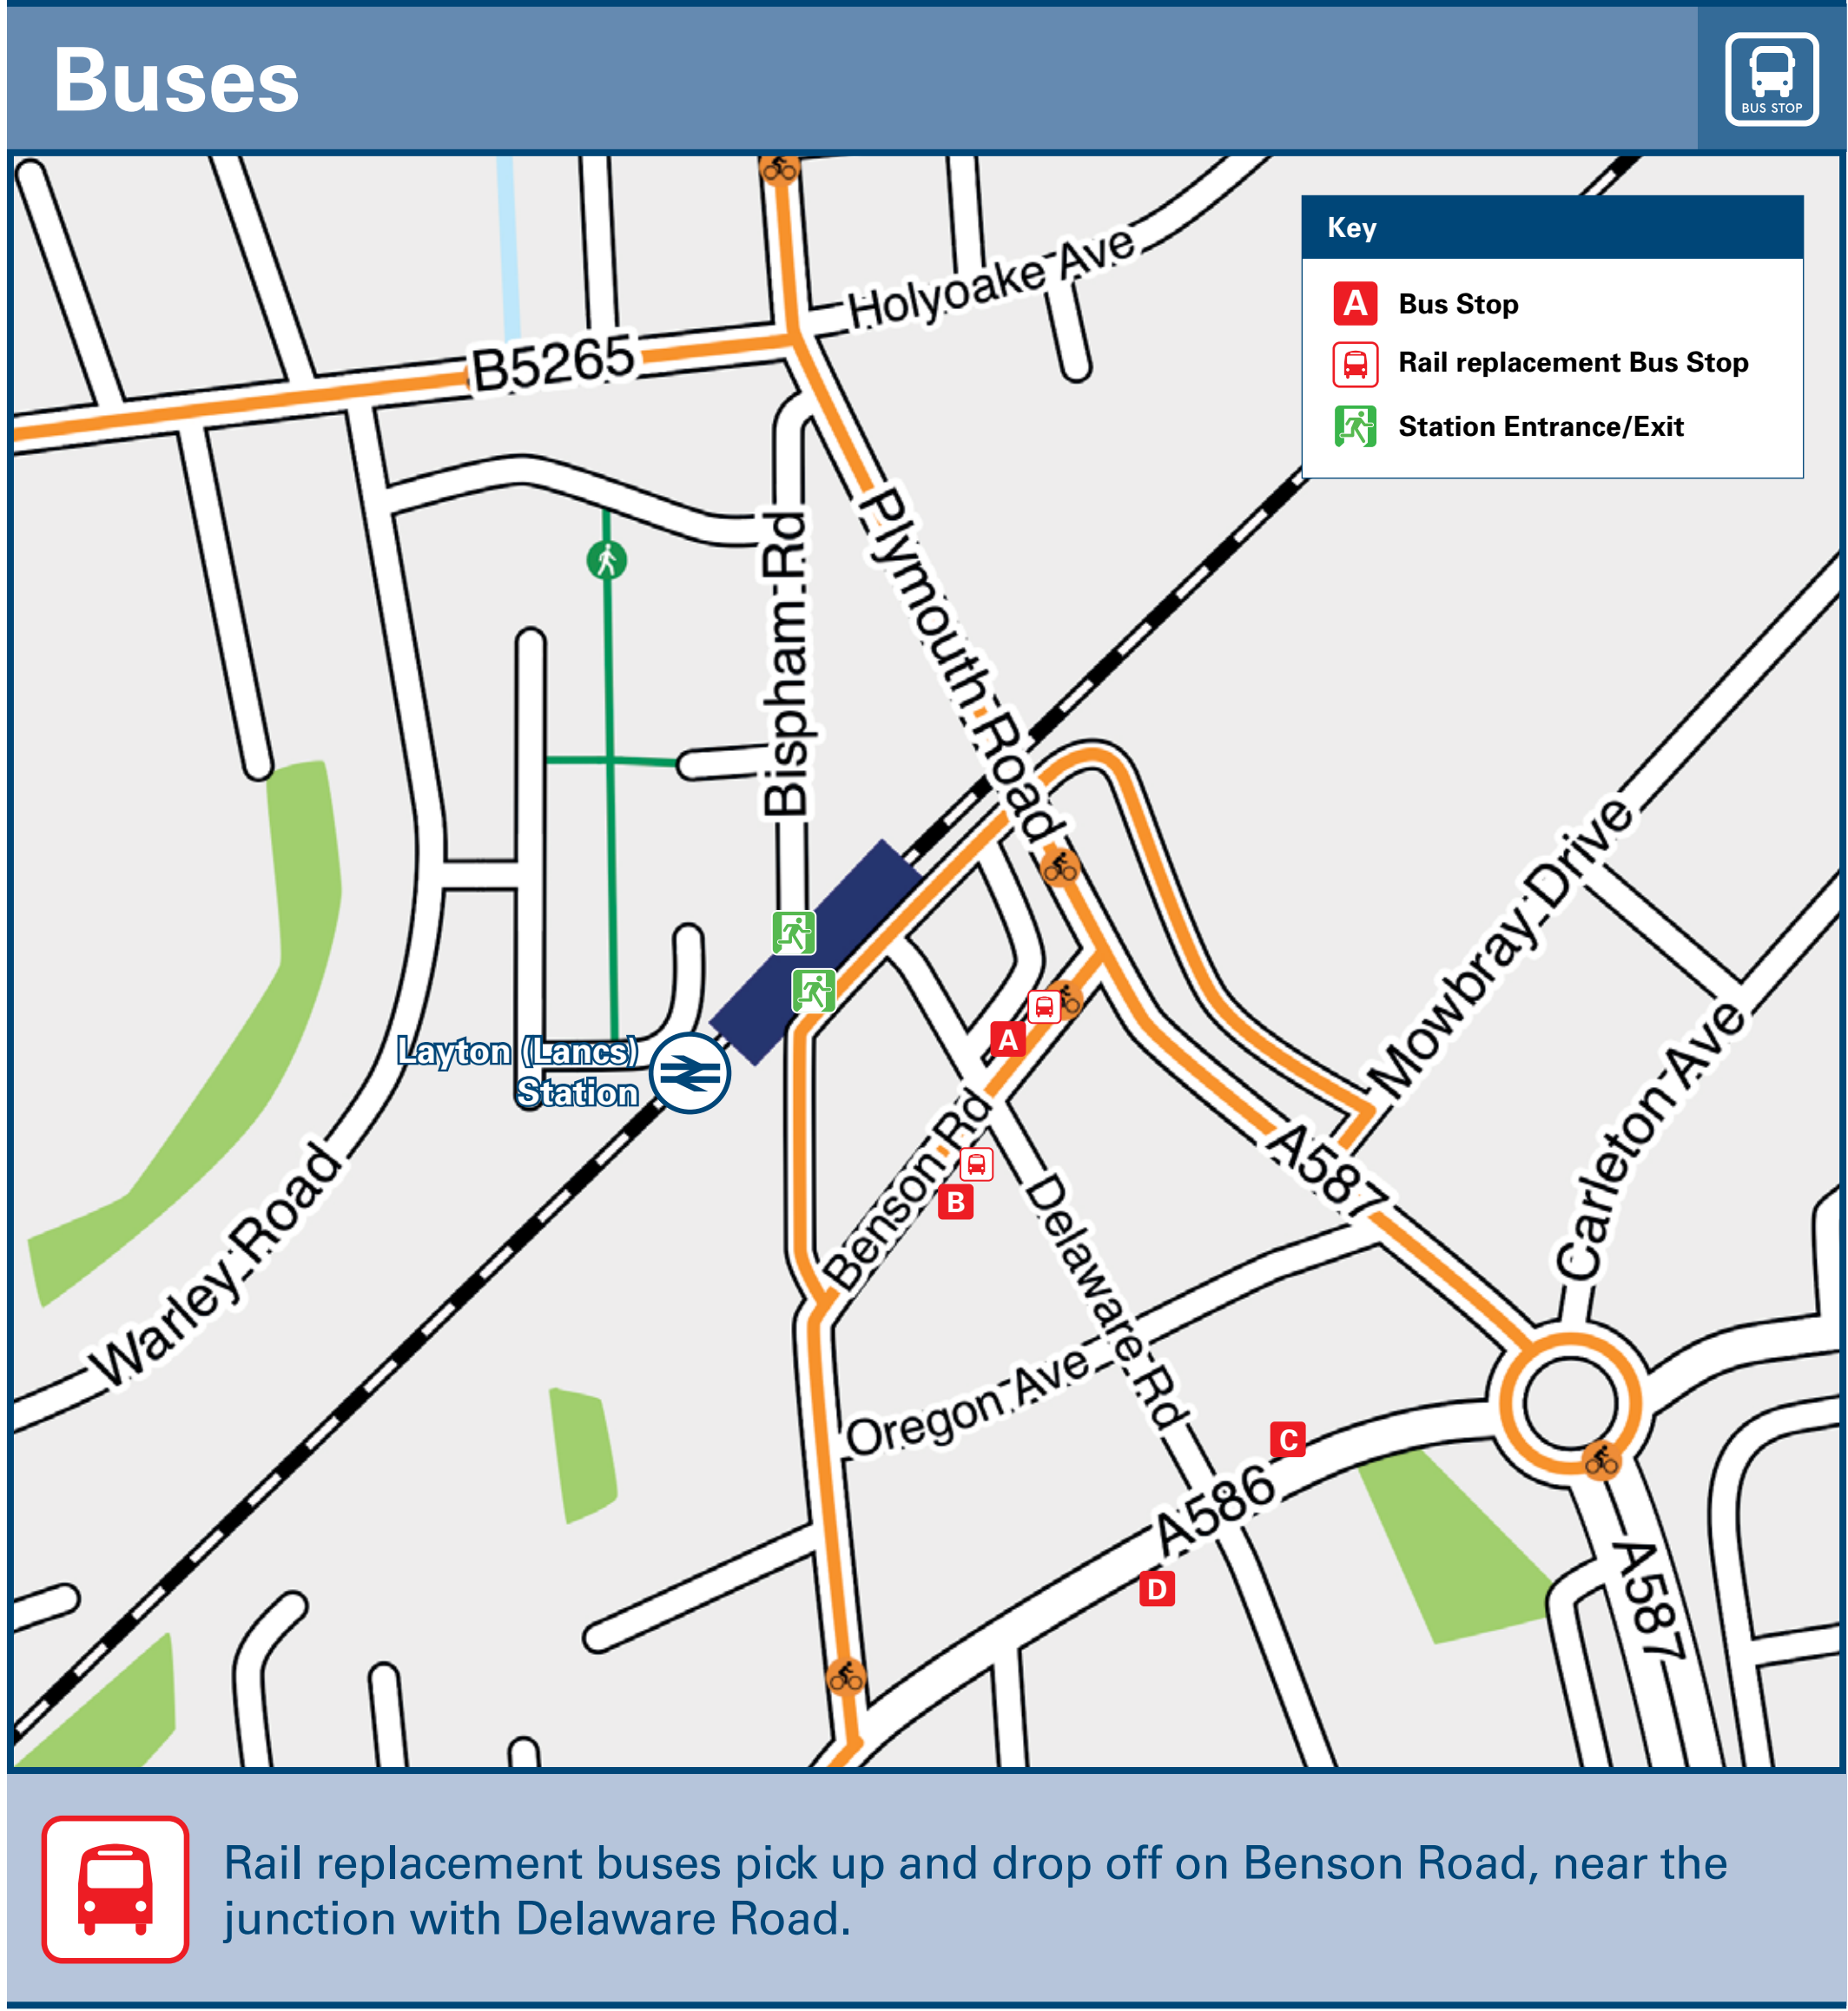 Buses
BUS STOP
Key
A Bus Stop
Rail replacement Bus Stop
Station Entrance/Exit
Holyoake Ave
B5265
Plymouth Road
Bispham Rd
Mowbray Drive
Carleton Ave
Layton (Lancs)
Station
A
Benson Rd
B
A587
Delaware Rd
Warley Road
Oregon Ave
C
A586
D
A587
Rail replacement buses pick up and drop off on Benson Road, near the
junction with Delaware Road.